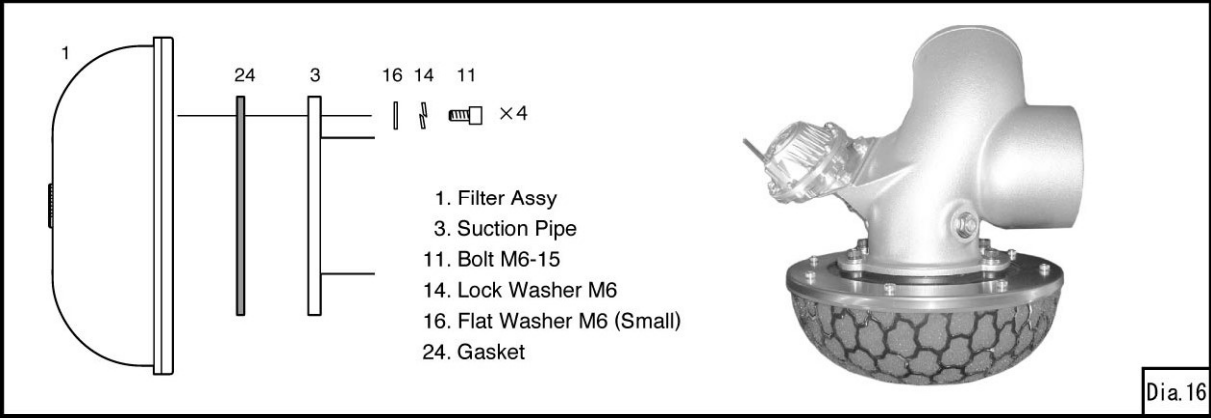 1
24 3 16 14 11
×4
1. Filter Assy
3. Suction Pipe
11. Bolt M6-15
14. Lock Washer M6
16. Flat Washer M6 (Small)
24. Gasket
Dia.16